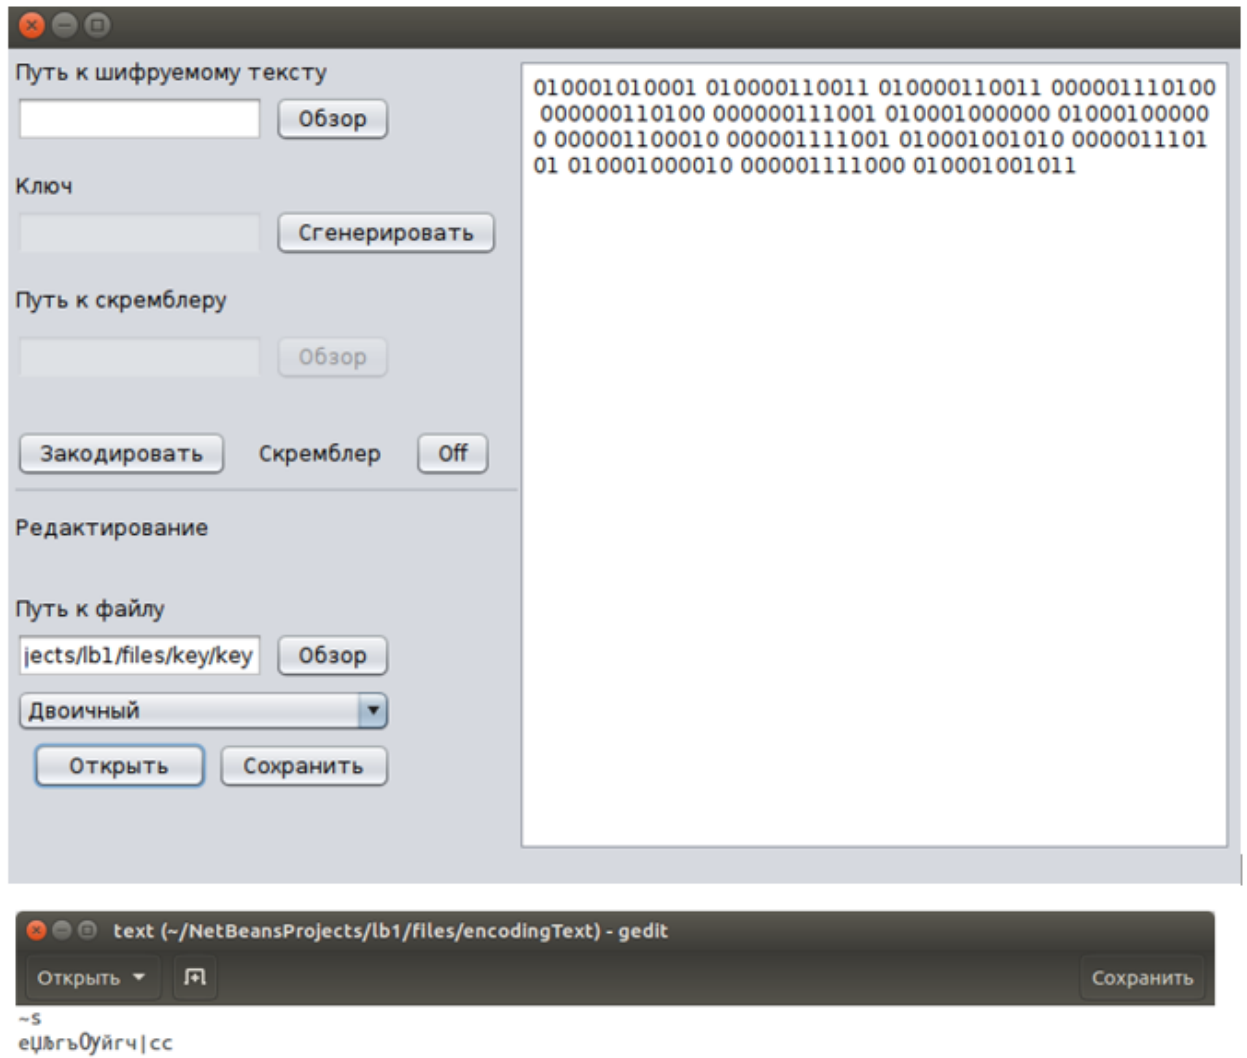 Путь к шифруемому тексту
Обзор
Ключ
Сгенерировать
Путь к скремблеру
Обзор
Закодировать Скремблер Off
Редактирование
Путь к файлу
jects/lb1/files/key/key Обзор
Двоичный
Открыть Сохранить
010001010001 010000110011 010000110011 000001110100
000000110100 000000111001 010001000000 01000100000
0 000001100010 000001111001 010001001010 0000011101
01 010001000010 000001111000 010001001011
text (~/NetBeansProjects/lb1/files/encodingText) - gedit
Открыть Сохранить
~s